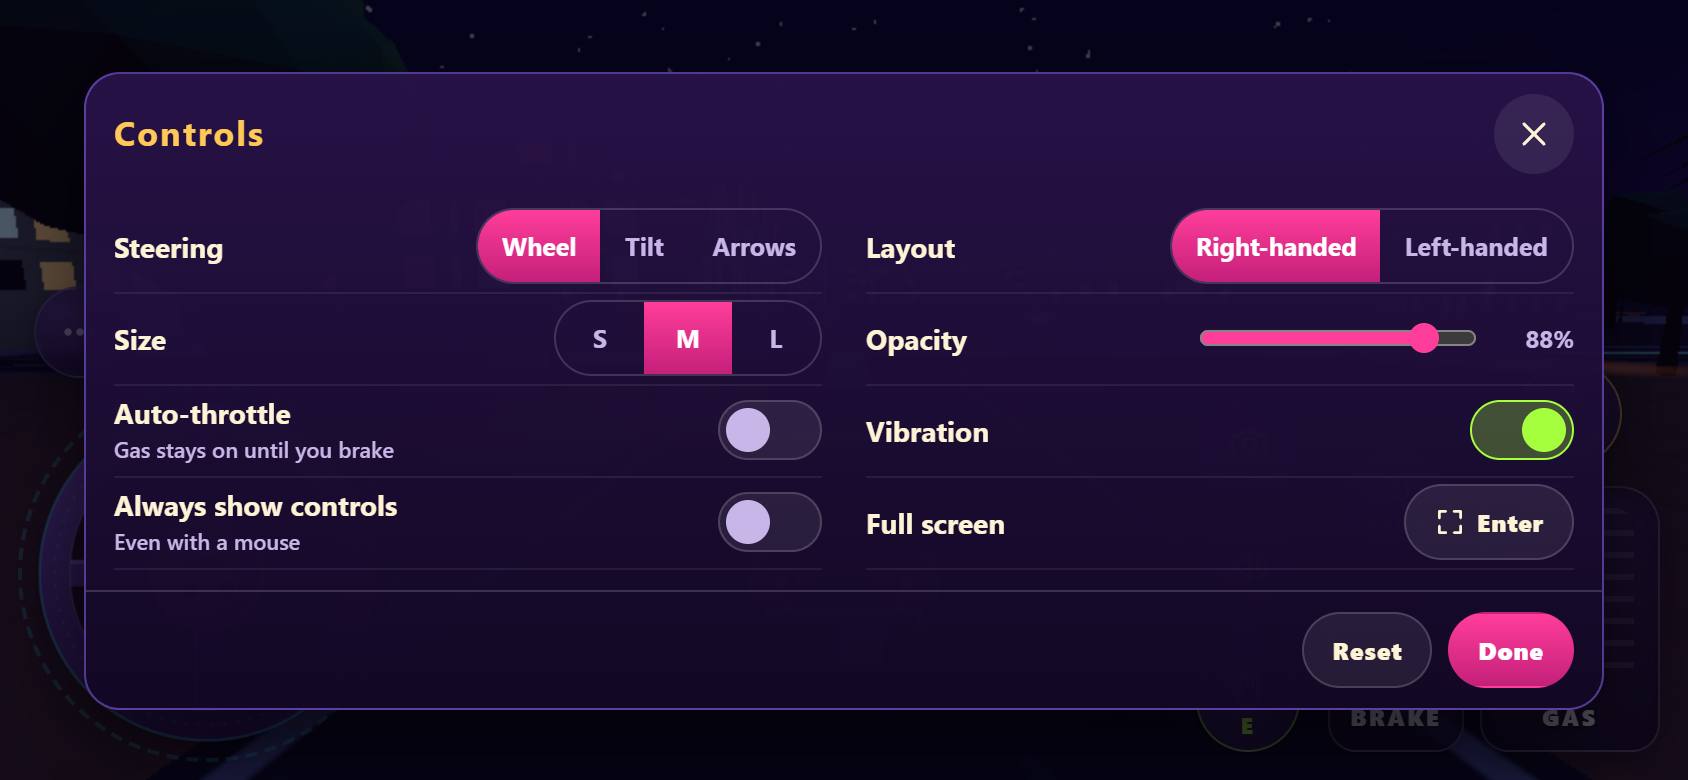 Controls
Steering
Wheel Tilt Arrows
Layout
Right-handed Left-handed
Size
S M L
Opacity
88%
Auto-throttle
Gas stays on until you brake
Vibration
Always show controls
Even with a mouse
Full screen
Enter
Reset
Done
E
BRAKE
GAS